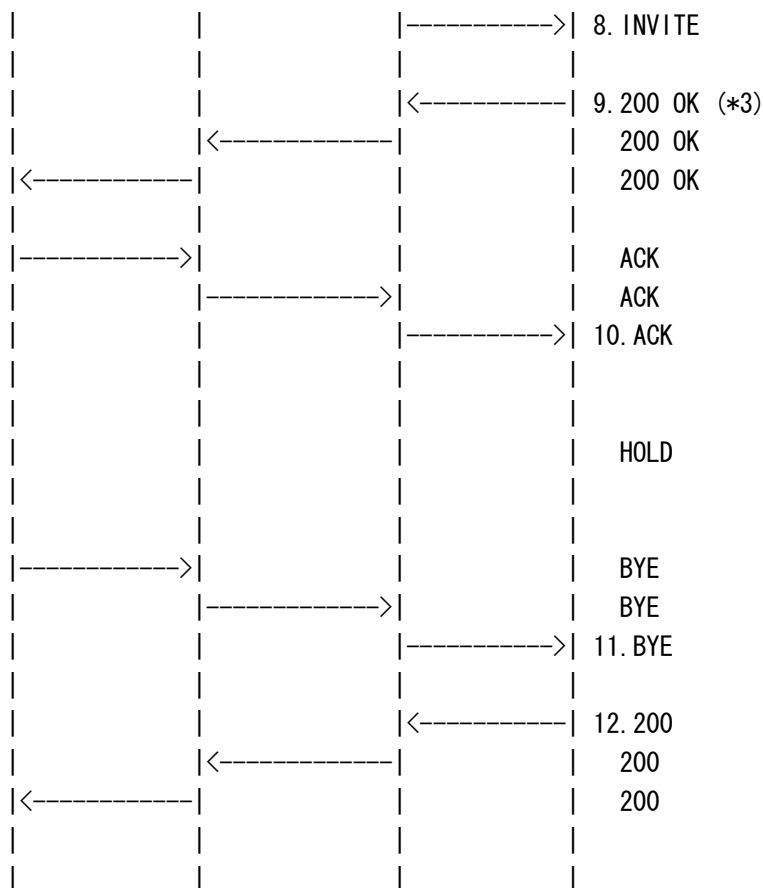 |             |              |----------->| 8. INVITE
|             |              |            |
|             |              |<-----------| 9.200 OK (*3)
|             |<-------------|            |   200 OK
|<------------|              |            |   200 OK
|             |              |            |
|------------>|              |            |   ACK
|             |------------->|            |   ACK
|             |              |----------->| 10. ACK
|             |              |            |
|             |              |            |
|             |              |            |   HOLD
|             |              |            |
|             |              |            |
|------------>|              |            |   BYE
|             |------------->|            |   BYE
|             |              |----------->| 11. BYE
|             |              |            |
|             |              |<-----------| 12.200
|             |<-------------|            |   200
|<------------|              |            |   200
|             |              |            |
|             |              |            |